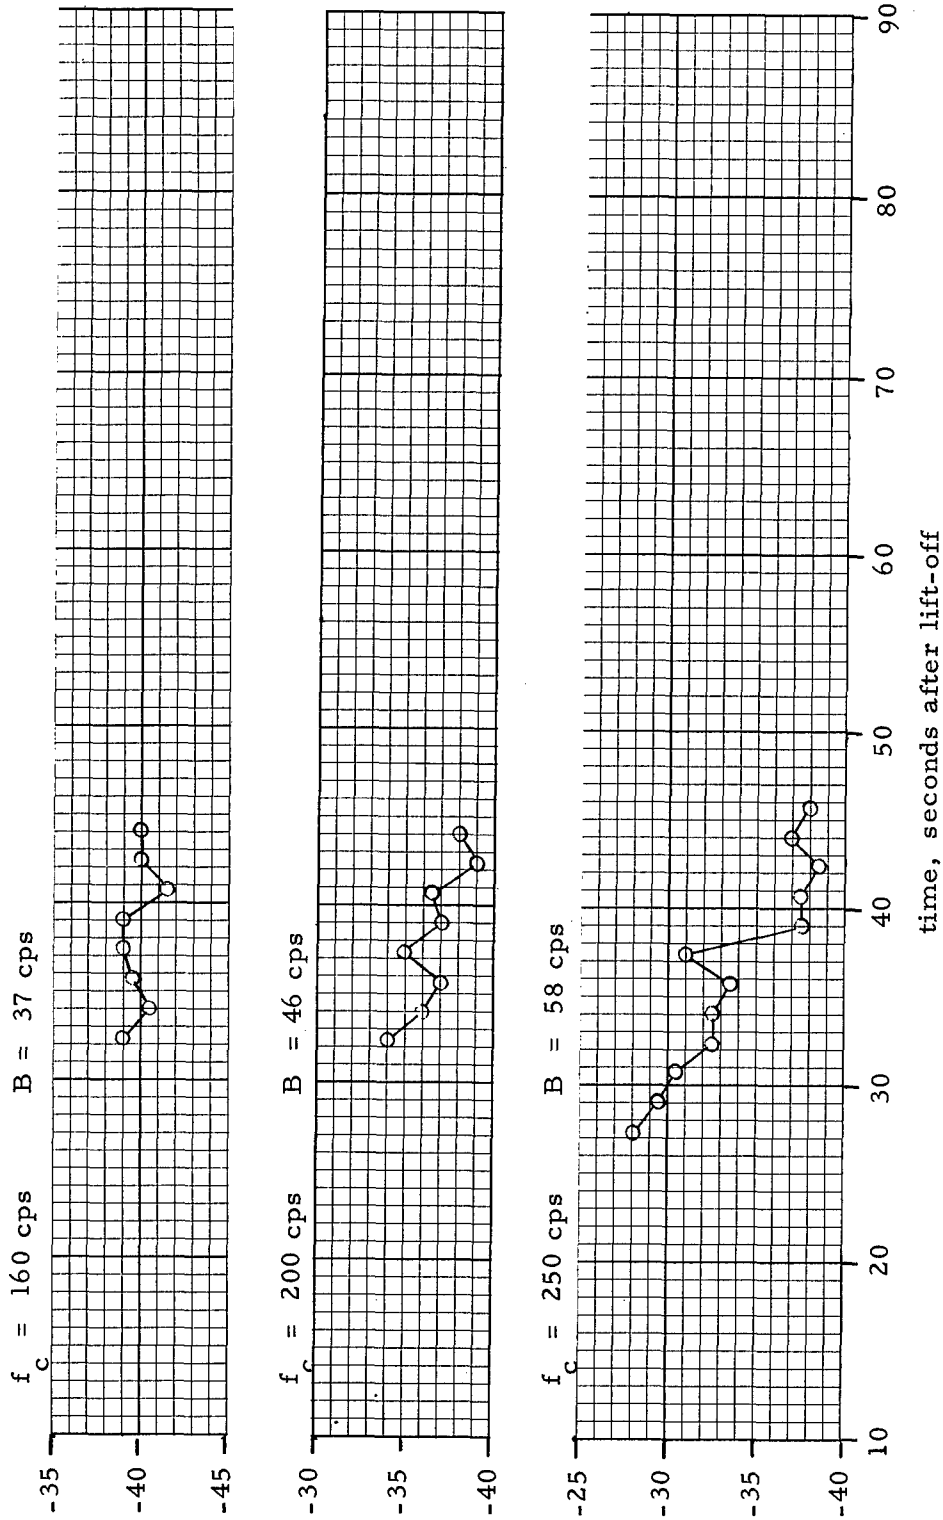 f_c = 160 cps B = 37 cps
-35
-40
-45
f_c = 200 cps B = 46 cps
-30
-35
-40
f_c = 250 cps B = 58 cps
-25
-30
-35
-40
10 20 30 40 50 60 70 80 90
time, seconds after lift-off